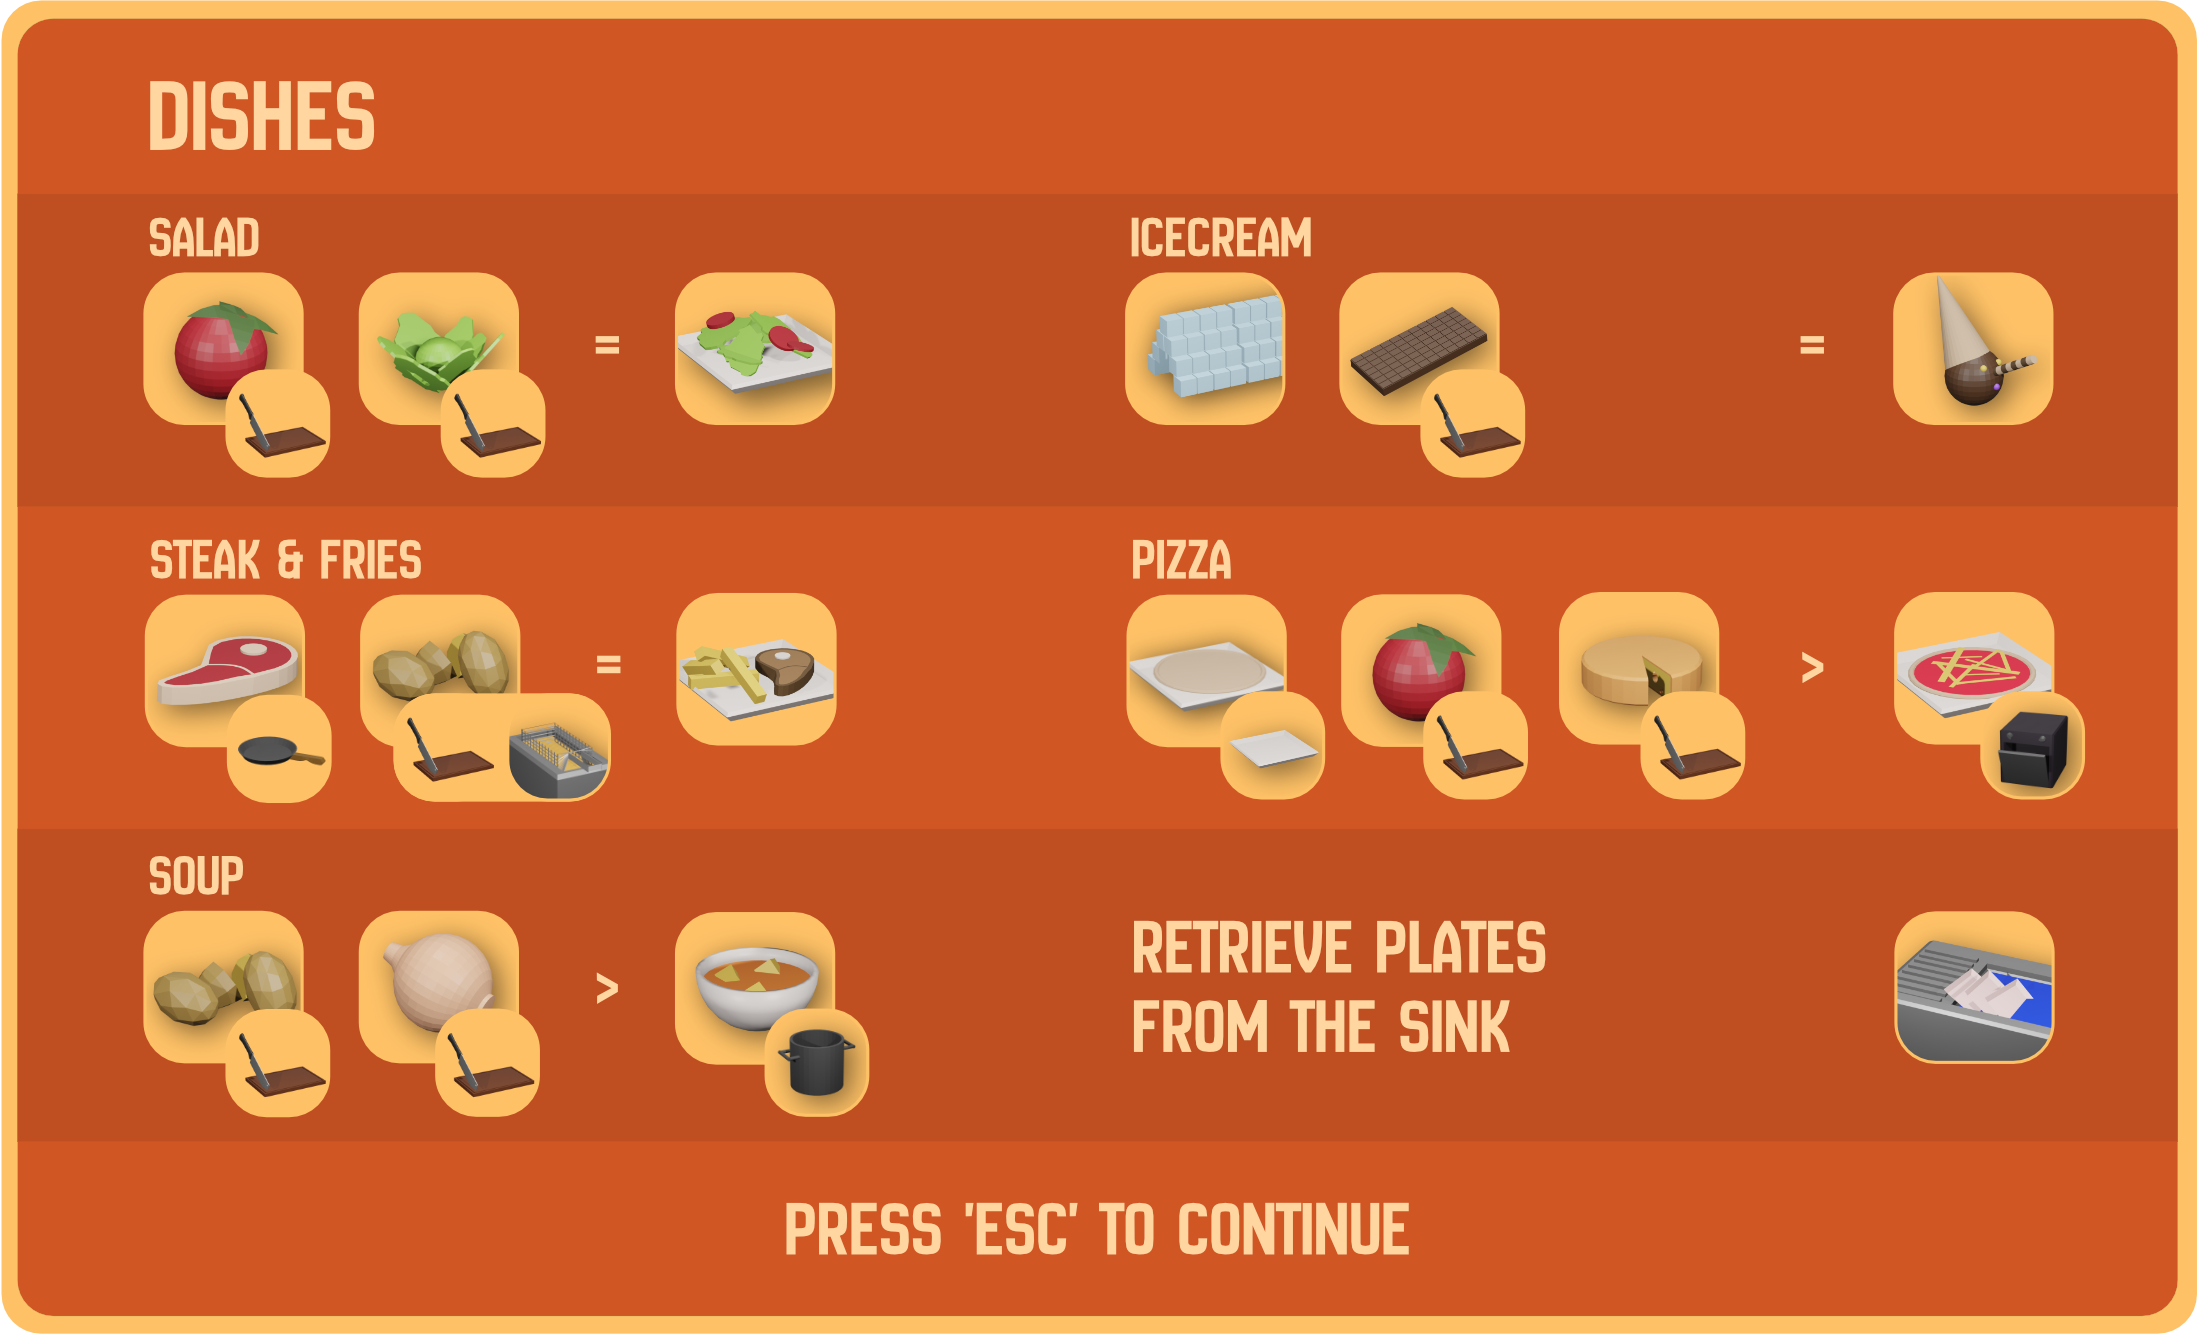 DISHES
SALAD
=
ICECREAM
=
STEAK & FRIES
=
PIZZA
>
SOUP
>
RETRIEVE PLATES
FROM THE SINK
PRESS 'ESC' TO CONTINUE